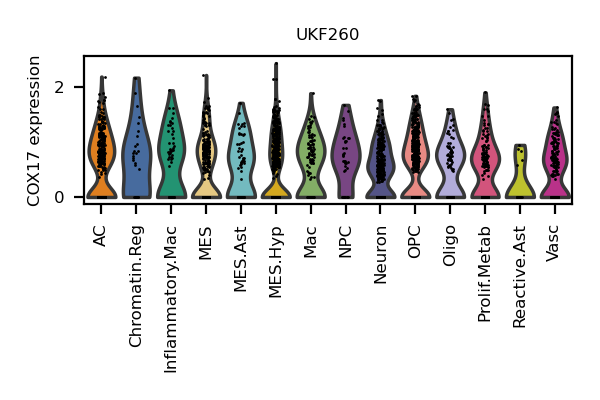 UKF260
COX17 expression
2
0
AC
Chromatin.Reg
Inflammatory.Mac
MES
MES.Ast
MES.Hyp
Mac
NPC
Neuron
OPC
Oligo
Prolif.Metab
Reactive.Ast
Vasc